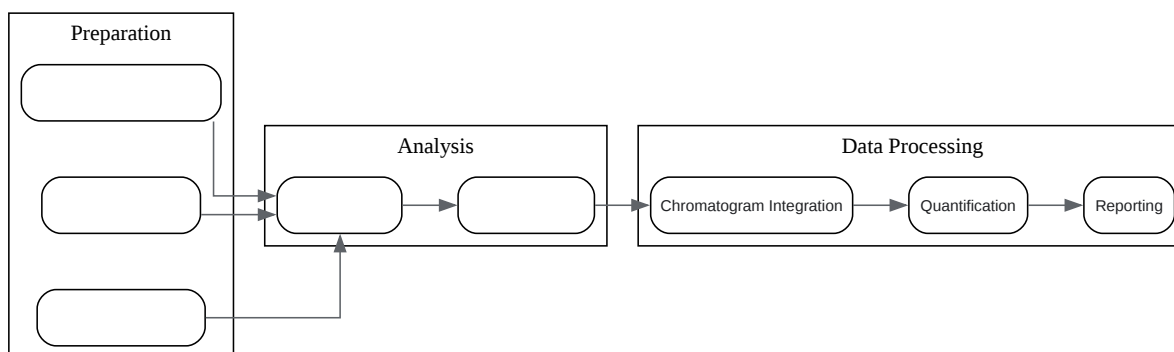 Preparation
Analysis
Data Processing
Chromatogram Integration
Quantification
Reporting